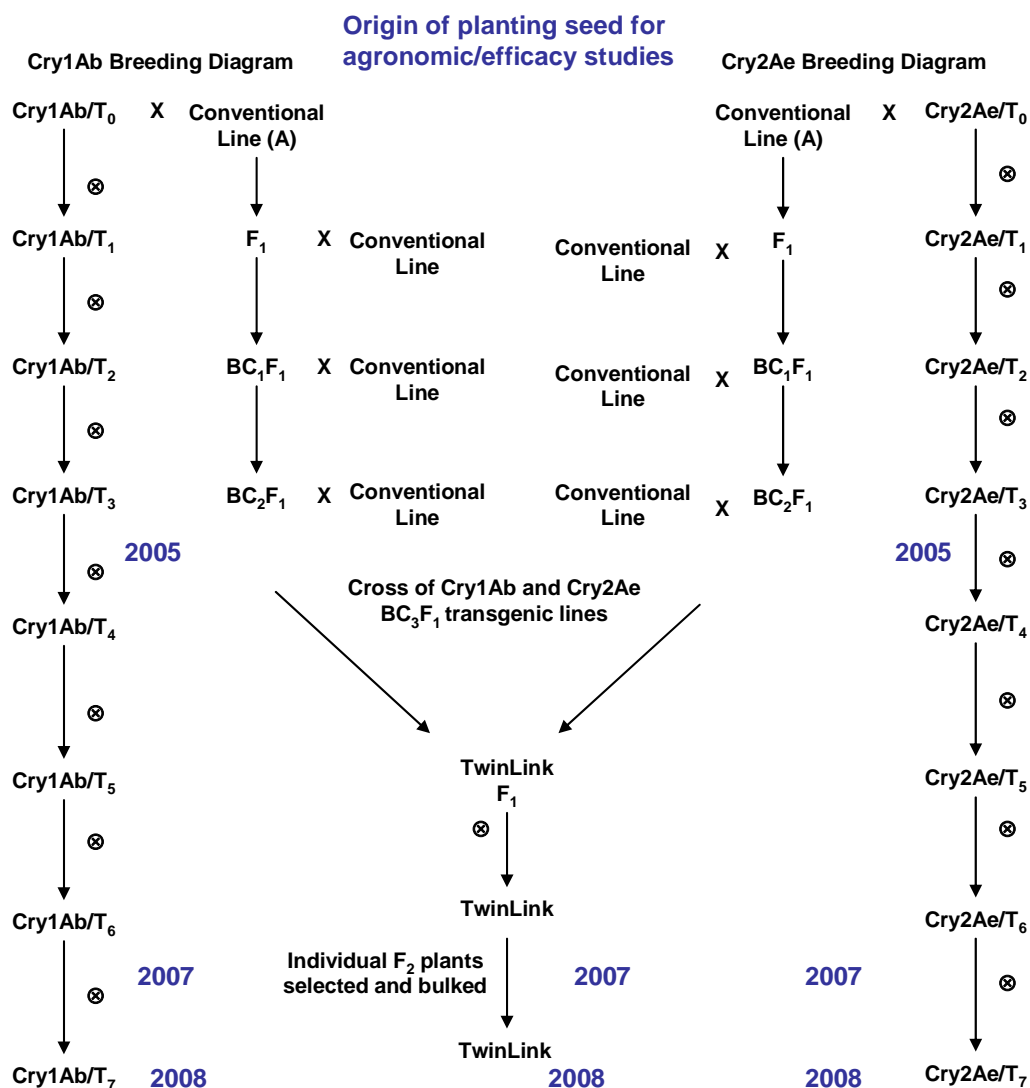 Origin of planting seed for
agronomic/efficacy studies
Cry1Ab Breeding Diagram
Cry2Ae Breeding Diagram
Cry1Ab/T₀ X Conventional
Line (A)
Conventional X Cry2Ae/T₀
Line (A)
⊗ ⊗
Cry1Ab/T₁ F₁ X Conventional
Line
Conventional X F₁ Cry2Ae/T₁
Line
⊗ ⊗
Cry1Ab/T₂ BC₁F₁ X Conventional
Line
Conventional X BC₁F₁ Cry2Ae/T₂
Line
⊗ ⊗
Cry1Ab/T₃ BC₂F₁ X Conventional
Line
Conventional X BC₂F₁ Cry2Ae/T₃
Line
2005 2005
⊗ ⊗
Cross of Cry1Ab and Cry2Ae
BC₃F₁ transgenic lines
Cry1Ab/T₄ Cry2Ae/T₄
⊗ ⊗
Cry1Ab/T₅ TwinLink Cry2Ae/T₅
F₁
⊗ ⊗ ⊗
Cry1Ab/T₆ TwinLink Cry2Ae/T₆
Individual F₂ plants
selected and bulked
2007 2007 2007
⊗ ⊗
TwinLink
Cry1Ab/T₇ 2008 2008 2008 Cry2Ae/T₇